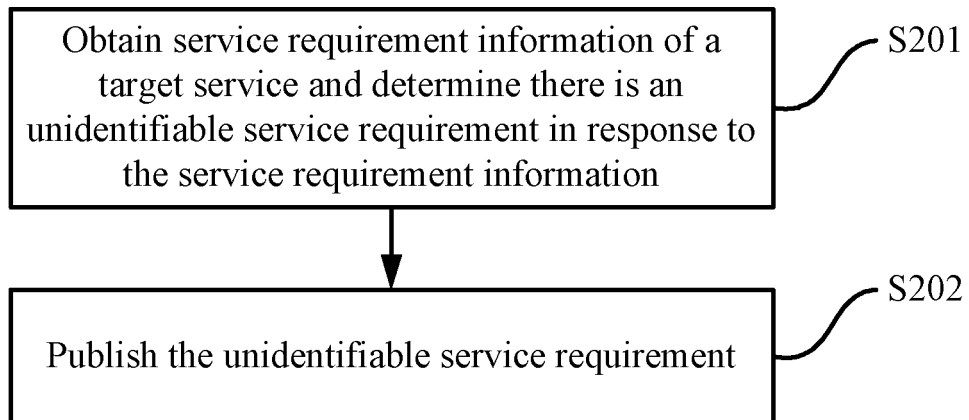 Obtain service requirement information of a
target service and determine there is an
unidentifiable service requirement in response to
the service requirement information
S201
Publish the unidentifiable service requirement
S202